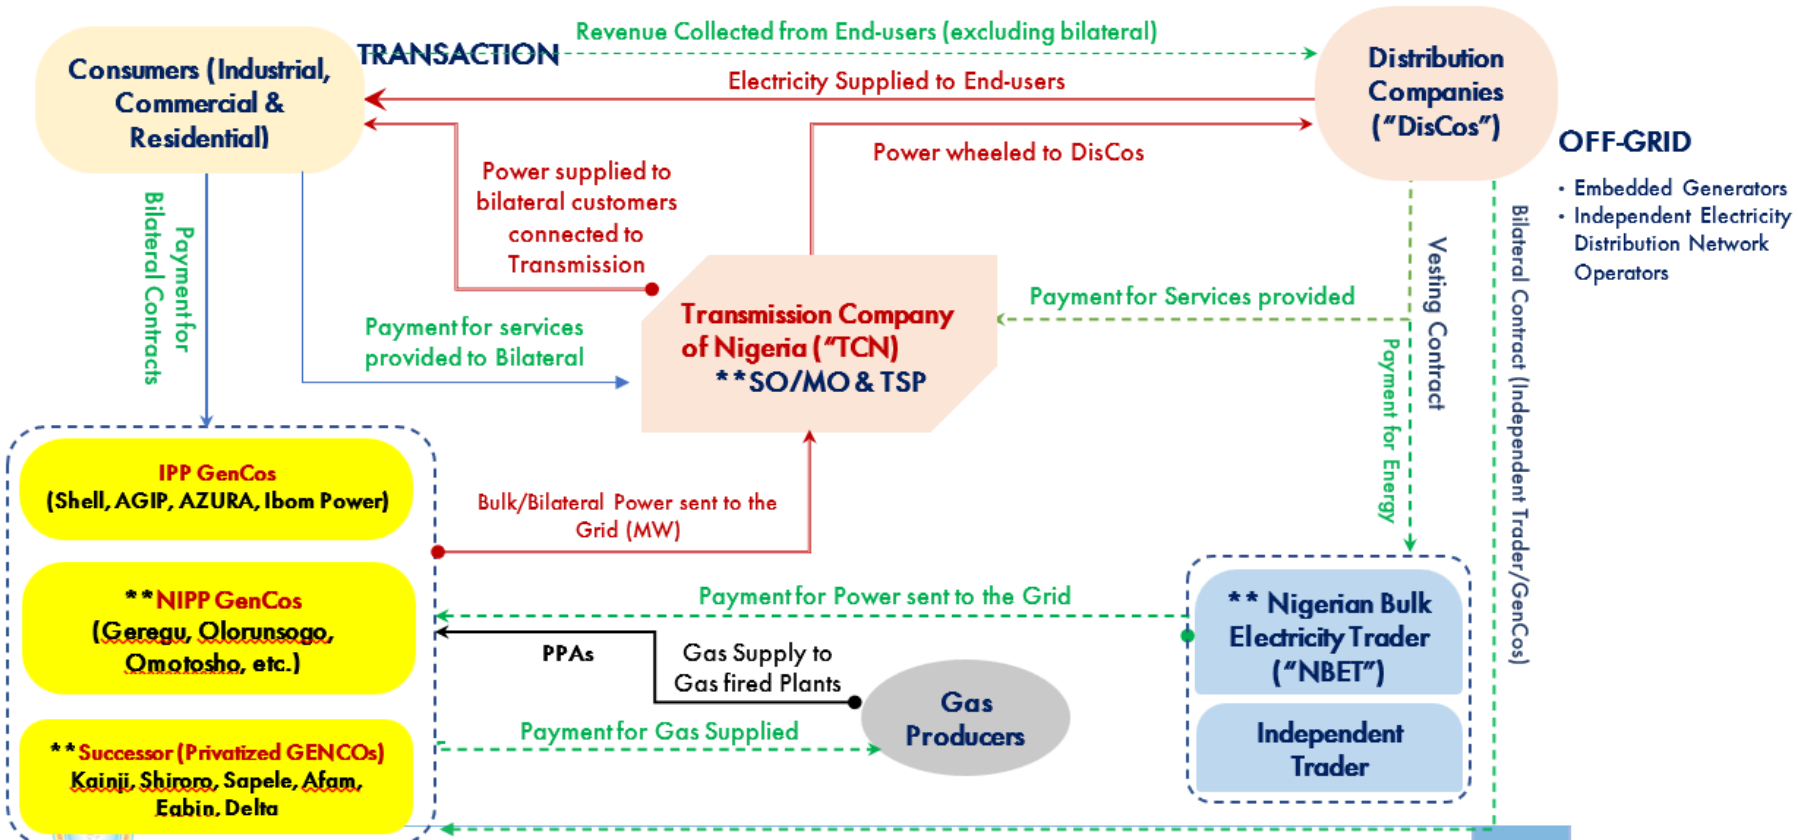 Revenue Collected from End-users (excluding bilateral)
TRANSACTION
Consumers (Industrial,
Commercial &
Residential)
Electricity Supplied to End-users
Distribution
Companies
("DisCos")
OFF-GRID
• Embedded Generators
• Independent Electricity
Distribution Network
Operators
Power wheeled to DisCos
Power supplied to
bilateral customers
connected to
Transmission
Payment for
Bilateral Contracts
Payment for services
provided to Bilateral
Transmission Company
of Nigeria ("TCN)
**SO/MO & TSP
Payment for Services provided
Vesting Contract
Payment for Energy
Bilateral Contract (Independent Trader/GenCos)
IPP GenCos
(Shell, AGIP, AZURA, Ibom Power)
Bulk/Bilateral Power sent to the
Grid (MW)
**NIPP GenCos
(Geregu, Olorunsogo,
Omotosho, etc.)
Payment for Power sent to the Grid
PPAs
Gas Supply to
Gas fired Plants
Gas
Producers
Payment for Gas Supplied
** Nigerian Bulk
Electricity Trader
("NBET")
Independent
Trader
**Successor (Privatized GENCOs)
Kainji, Shiroro, Sapele, Afam,
Eabin, Delta